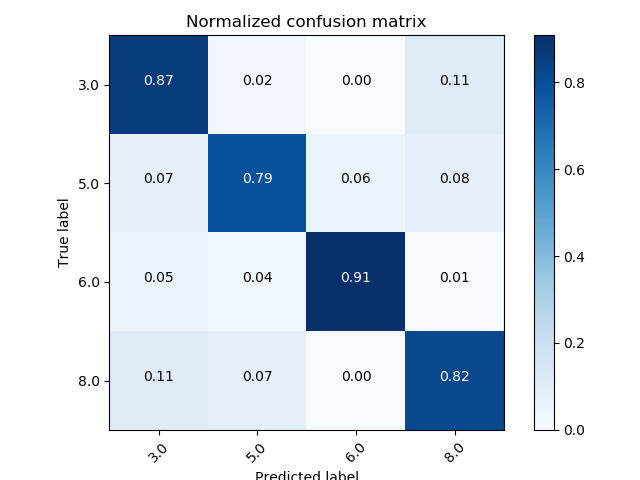 Normalized confusion matrix
3.0 0.87 0.02 0.00 0.11
5.0 0.07 0.79 0.06 0.08
6.0 0.05 0.04 0.91 0.01
8.0 0.11 0.07 0.00 0.82
3.0 5.0 6.0 8.0
True label
Predicted label
0.8
0.6
0.4
0.2
0.0